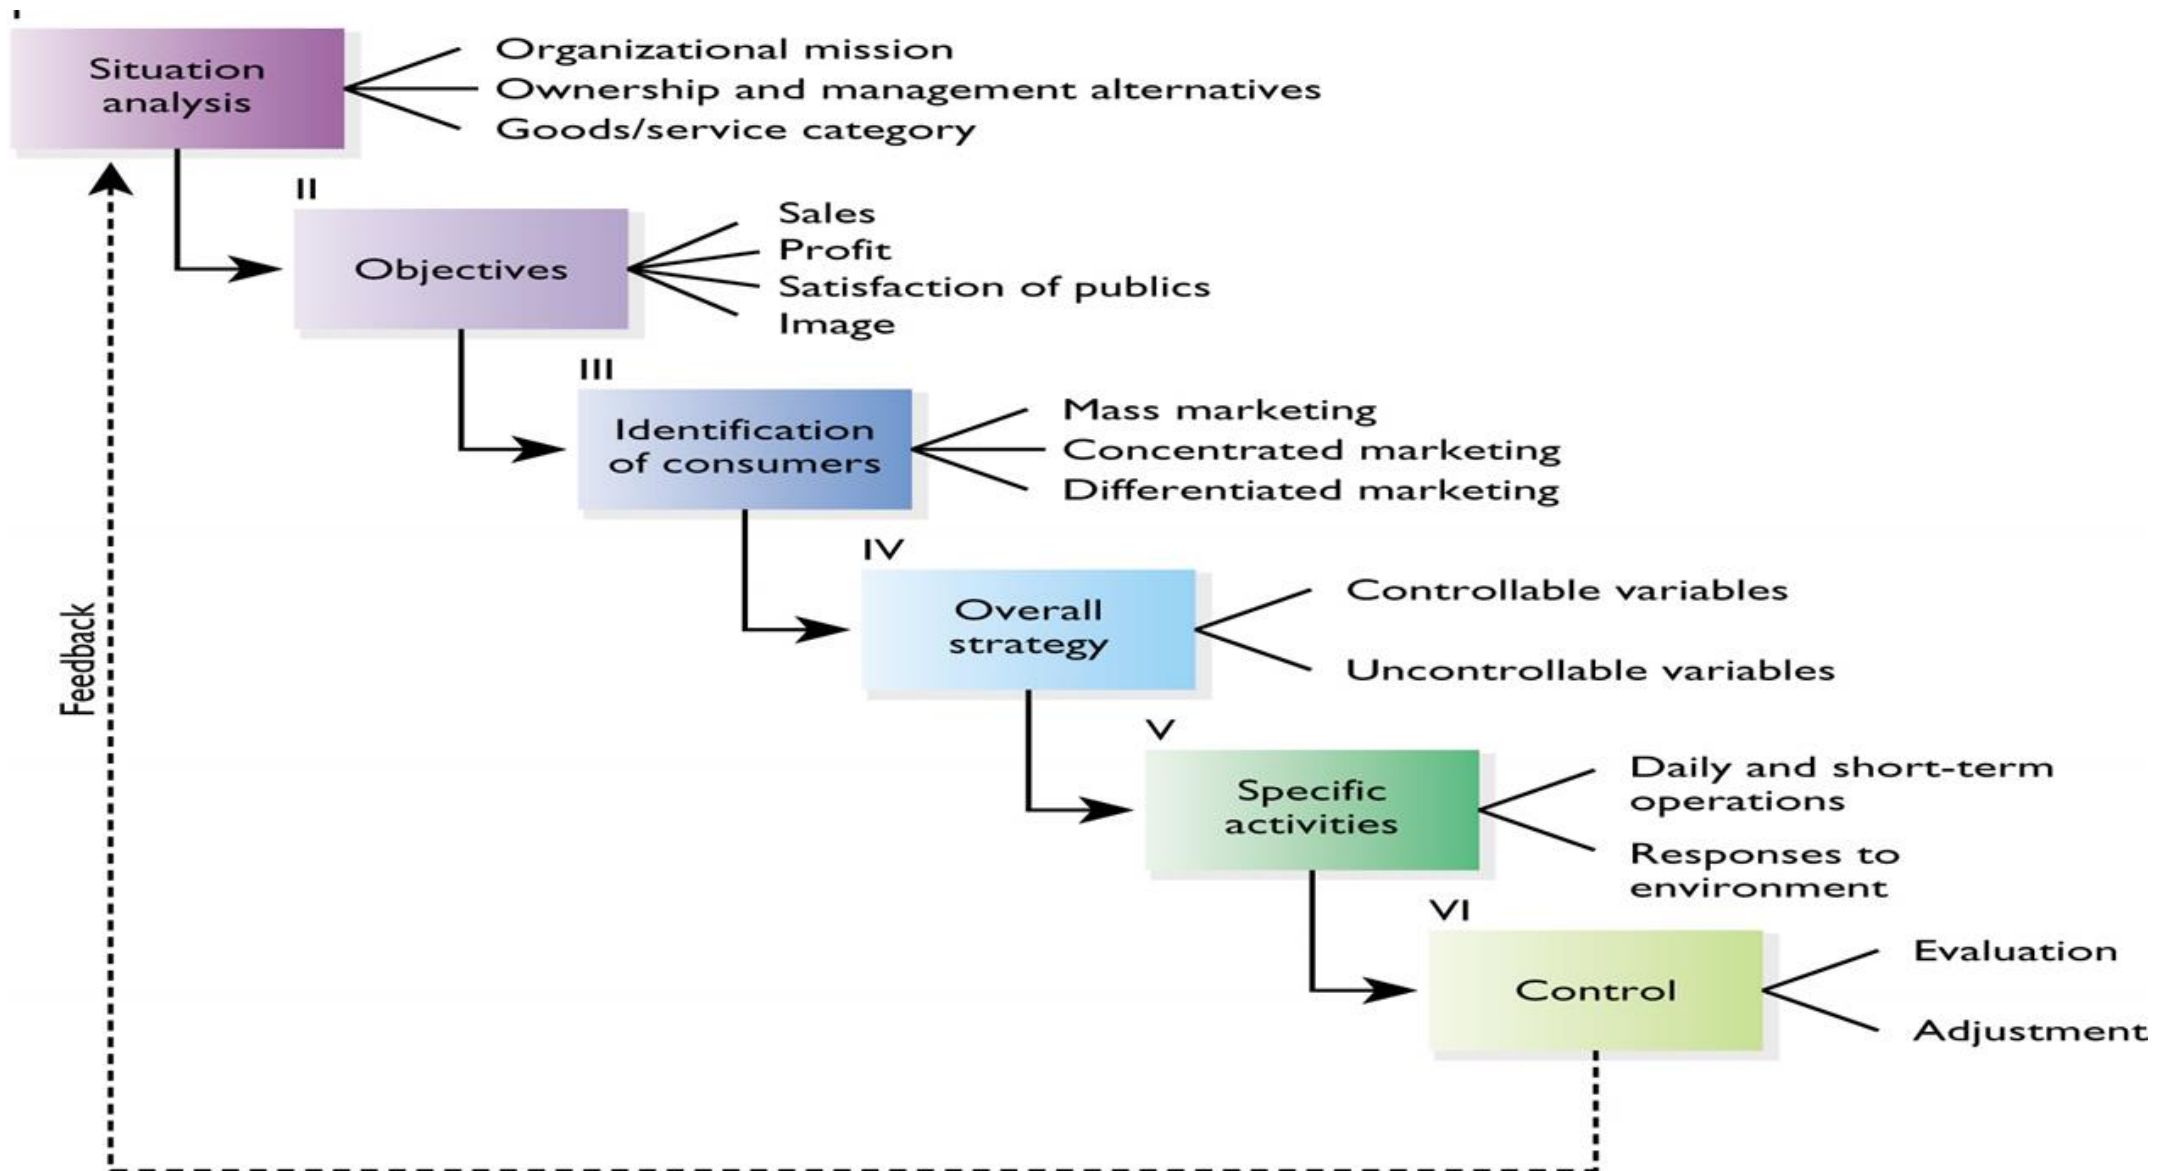 Situation
analysis
Organizational mission
Ownership and management alternatives
Goods/service category
II
Objectives
Sales
Profit
Satisfaction of publics
Image
III
Identification
of consumers
Mass marketing
Concentrated marketing
Differentiated marketing
IV
Overall
strategy
Controllable variables
Uncontrollable variables
V
Specific
activities
Daily and short-term
operations
Responses to
environment
VI
Control
Evaluation
Adjustment
Feedback